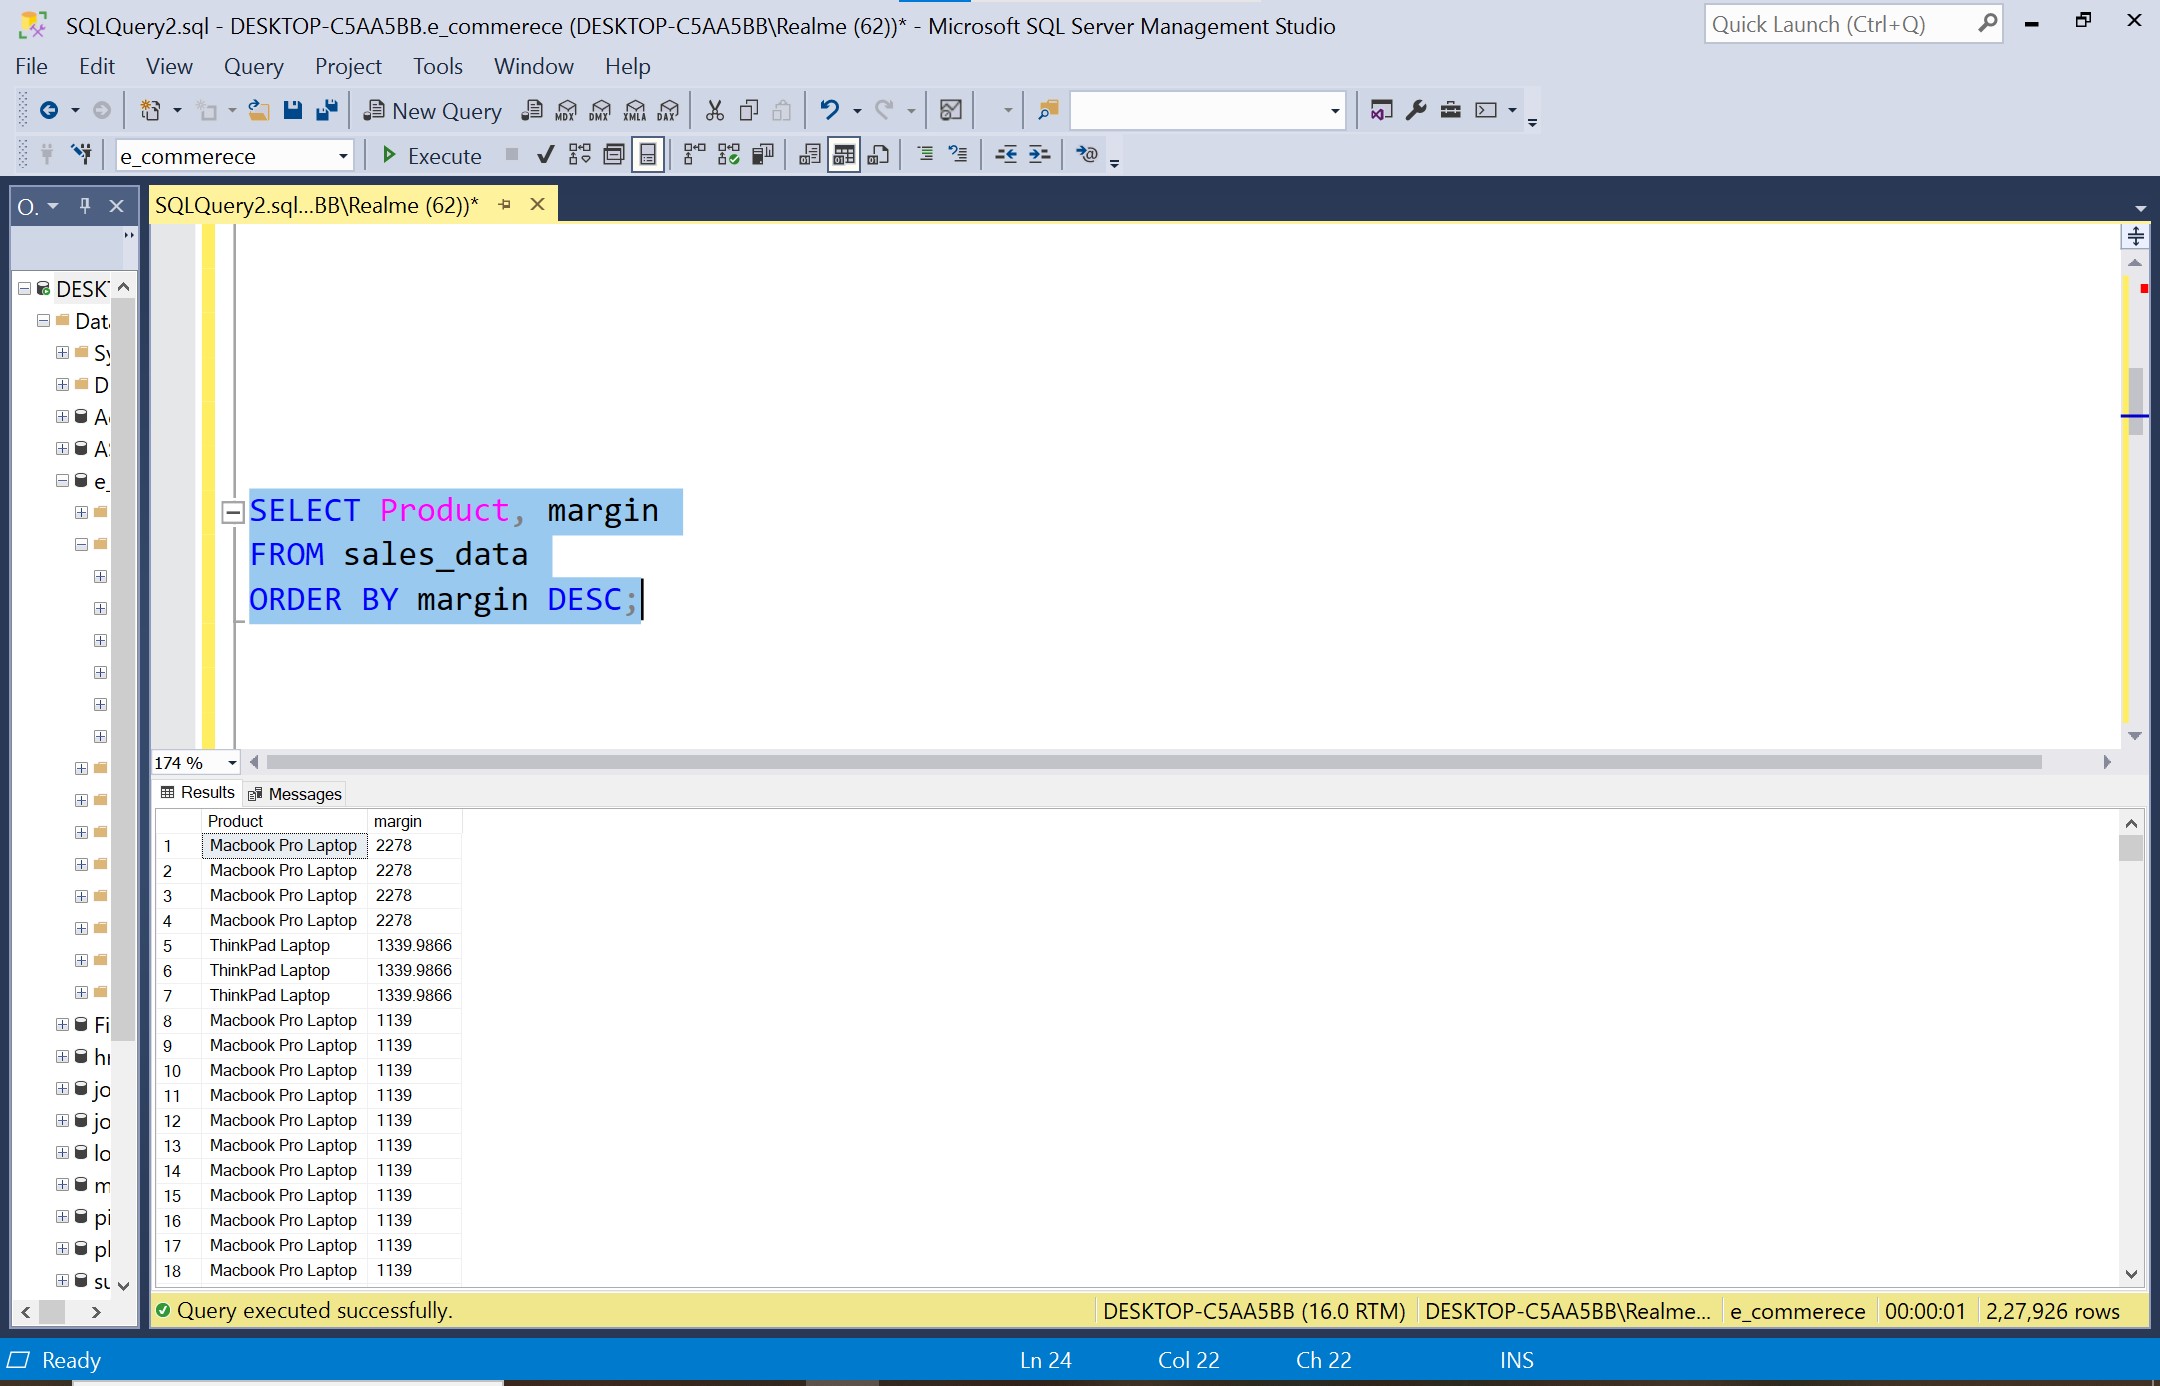 SQLQuery2.sql - DESKTOP-C5AA5BB.e_commerece (DESKTOP-C5AA5BB\Realme (62))* - Microsoft SQL Server Management Studio
Quick Launch (Ctrl+Q)
File Edit View Query Project Tools Window Help
New Query MDX DMX XMLA DAX
e_commerece Execute
O. SQLQuery2.sql...BB\Realme (62))*
DESKT
Data
Sy
D
A
e_
Fi
jo
jo
lo
m
pi
su
SELECT Product, margin
FROM sales_data
ORDER BY margin DESC;
174 %
Results Messages
Product margin
1 Macbook Pro Laptop 2278
2 Macbook Pro Laptop 2278
3 Macbook Pro Laptop 2278
4 Macbook Pro Laptop 2278
5 ThinkPad Laptop 1339.9866
6 ThinkPad Laptop 1339.9866
7 ThinkPad Laptop 1339.9866
8 Macbook Pro Laptop 1139
9 Macbook Pro Laptop 1139
10 Macbook Pro Laptop 1139
11 Macbook Pro Laptop 1139
12 Macbook Pro Laptop 1139
13 Macbook Pro Laptop 1139
14 Macbook Pro Laptop 1139
15 Macbook Pro Laptop 1139
16 Macbook Pro Laptop 1139
17 Macbook Pro Laptop 1139
18 Macbook Pro Laptop 1139
Query executed successfully. DESKTOP-C5AA5BB (16.0 RTM) DESKTOP-C5AA5BB\Realme... e_commerece 00:00:01 2,27,926 rows
Ready Ln 24 Col 22 Ch 22 INS